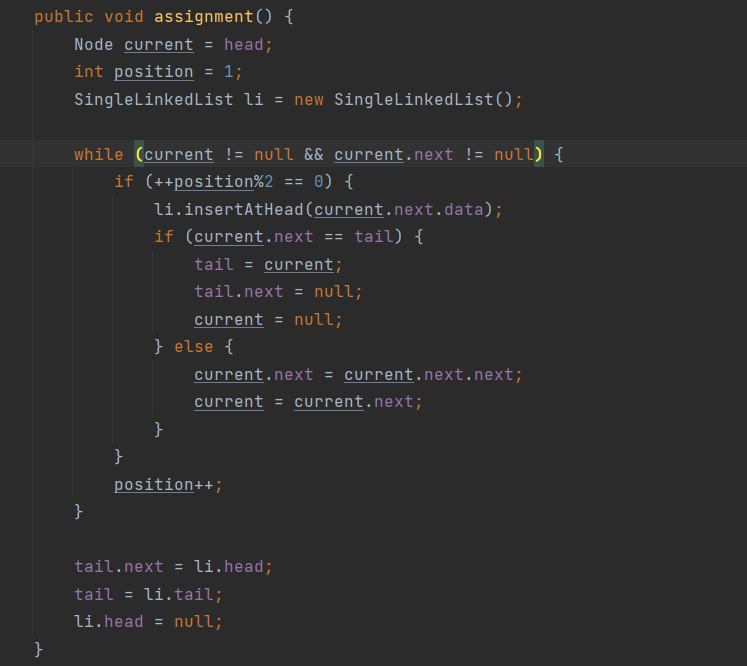 public void assignment() {
Node current = head;
int position = 1;
SingleLinkedList li = new SingleLinkedList();
while (current != null && current.next != null) {
if (++position%2 == 0) {
li.insertAtHead(current.next.data);
if (current.next == tail) {
tail = current;
tail.next = null;
current = null;
} else {
current.next = current.next.next;
current = current.next;
}
}
position++;
}
tail.next = li.head;
tail = li.tail;
li.head = null;
}